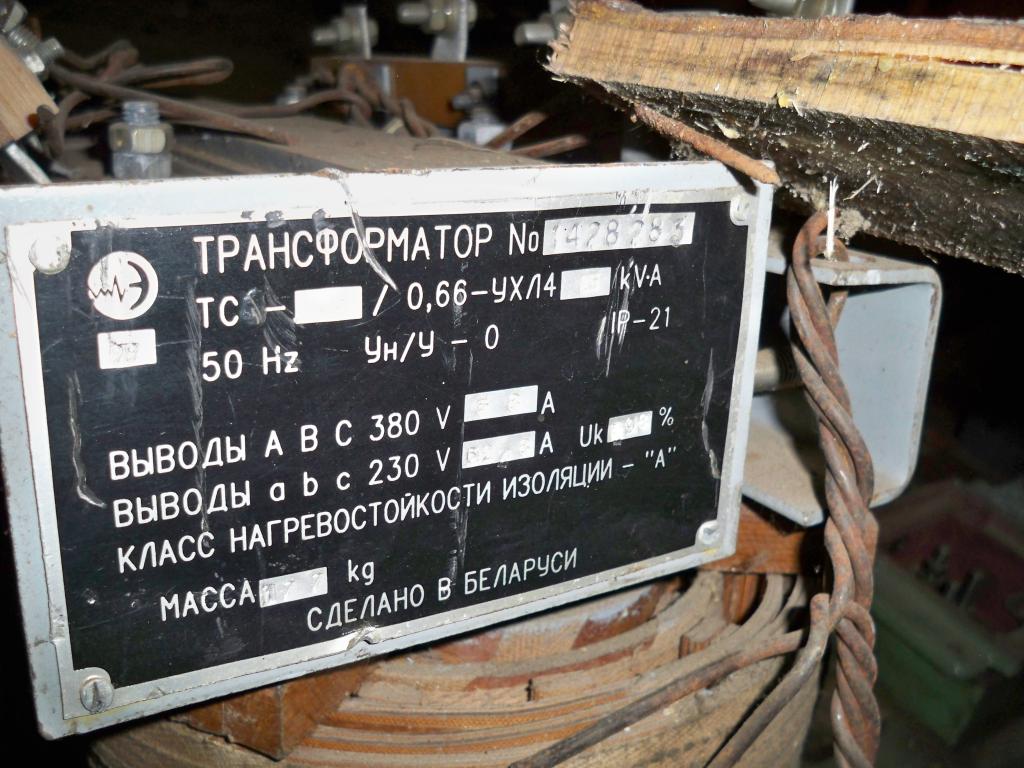 ТРАНСФОРМАТОР №
ТС - / 0,66-УХЛ4 kV·A
50 Hz Ун/У - 0 IP-21
ВЫВОДЫ A B C 380 V A
ВЫВОДЫ a b c 230 V A Uk %
КЛАСС НАГРЕВОСТОЙКОСТИ ИЗОЛЯЦИИ - "А"
МАССА kg
СДЕЛАНО В БЕЛАРУСИ